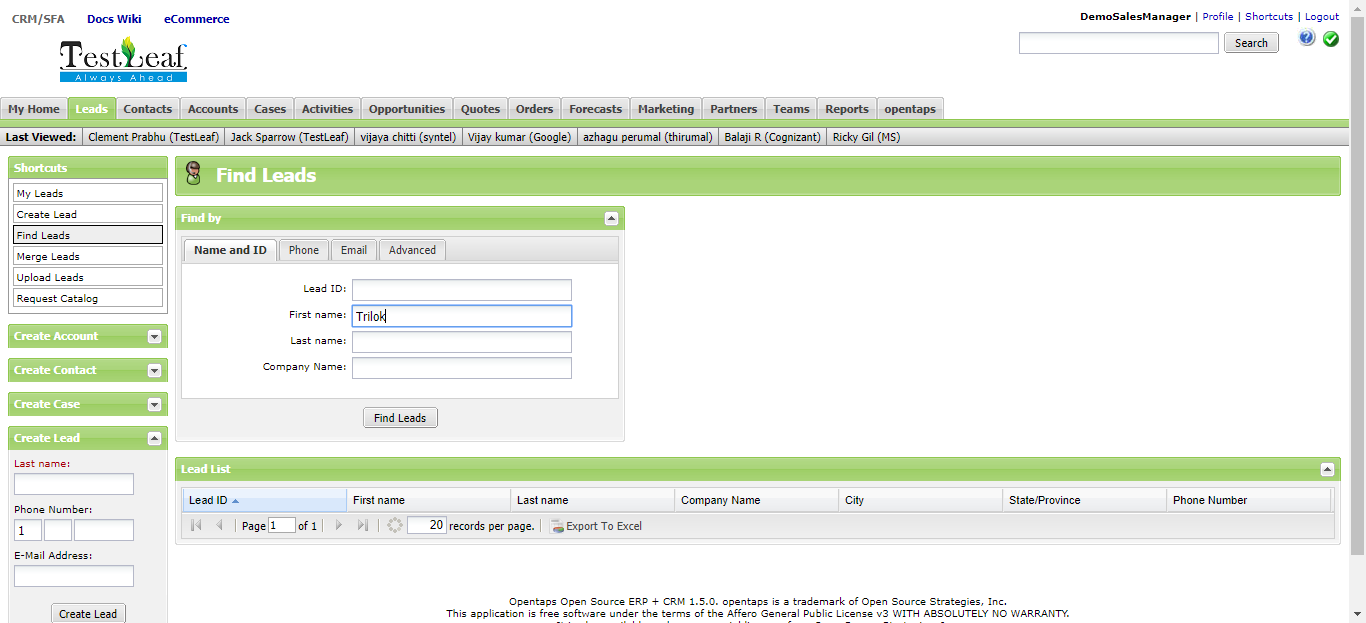 CRM/SFA Docs Wiki eCommerce
DemoSalesManager | Profile | Shortcuts | Logout
TestLeaf
Always Ahead
Search
My Home Leads Contacts Accounts Cases Activities Opportunities Quotes Orders Forecasts Marketing Partners Teams Reports opentaps
Last Viewed: Clement Prabhu (TestLeaf) Jack Sparrow (TestLeaf) vijaya chitti (syntel) Vijay kumar (Google) azhagu perumal (thirumal) Balaji R (Cognizant) Ricky Gil (MS)
Shortcuts
My Leads
Create Lead
Find Leads
Merge Leads
Upload Leads
Request Catalog
Create Account
Create Contact
Create Case
Create Lead
Last name:
Phone Number:
1
E-Mail Address:
Create Lead
Find Leads
Find by
Name and ID Phone Email Advanced
Lead ID:
First name: Trilok
Last name:
Company Name:
Find Leads
Lead List
Lead ID First name Last name Company Name City State/Province Phone Number
Page 1 of 1 20 records per page. Export To Excel
Opentaps Open Source ERP + CRM 1.5.0. opentaps is a trademark of Open Source Strategies, Inc.
This application is free software under the terms of the Affero General Public License v3 WITH ABSOLUTELY NO WARRANTY.